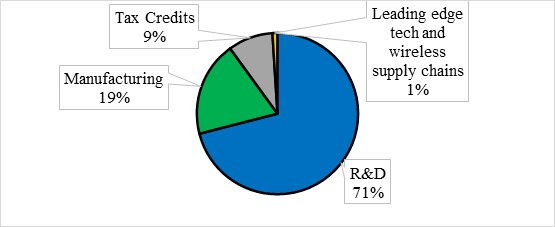 Tax Credits
9%
Leading edge
tech and
wireless
supply chains
1%
Manufacturing
19%
R&D
71%